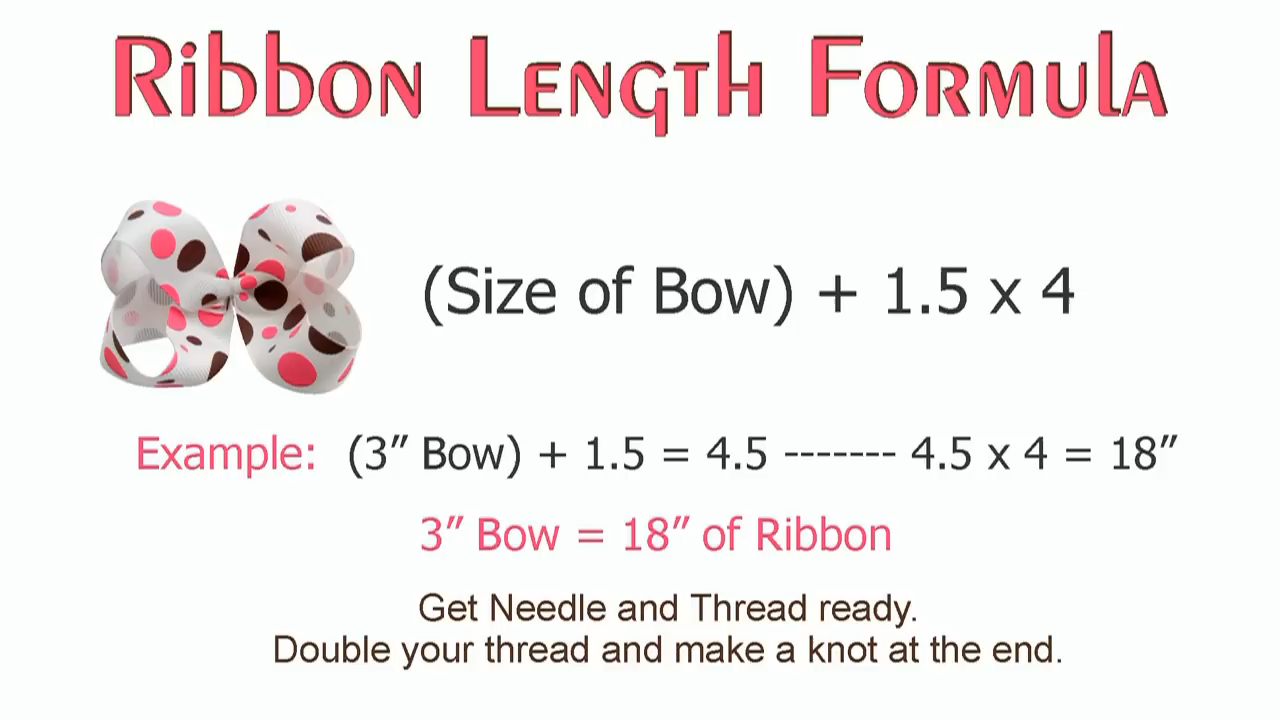 Ribbon Length Formula
(Size of Bow) + 1.5 x 4
Example: (3” Bow) + 1.5 = 4.5 ------- 4.5 x 4 = 18”
3” Bow = 18” of Ribbon
Get Needle and Thread ready.
Double your thread and make a knot at the end.